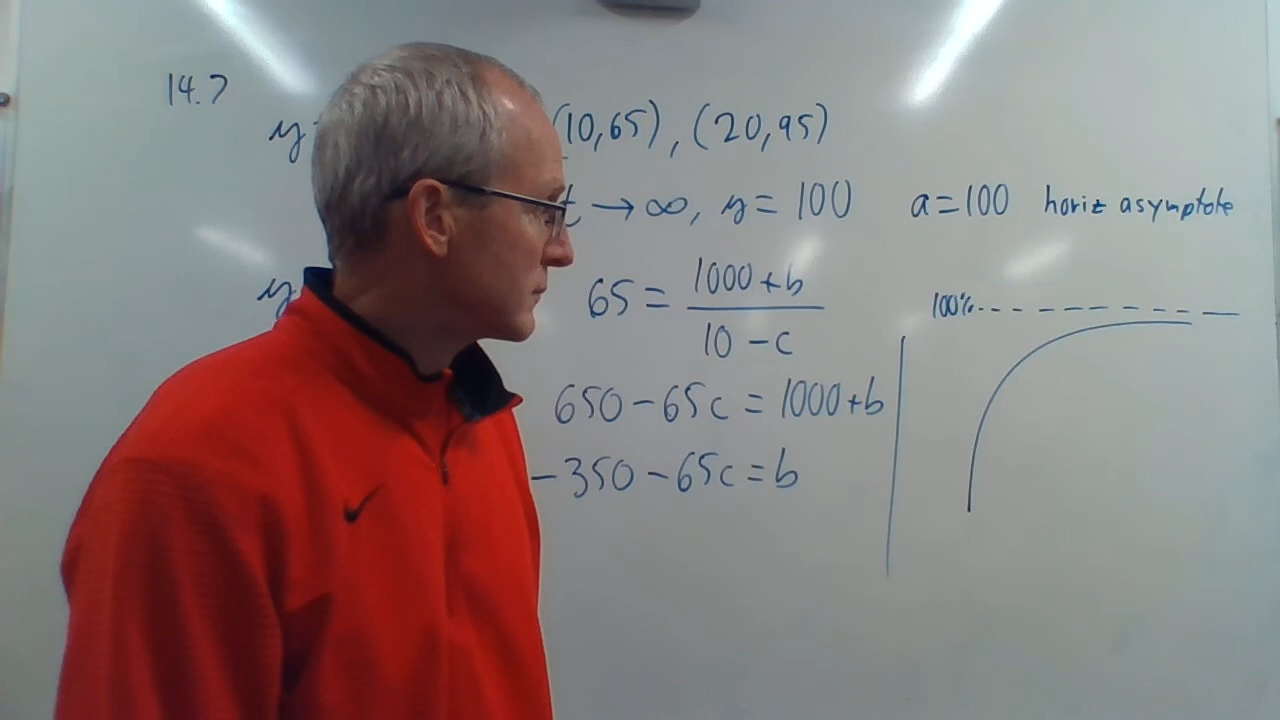 14.7
y (10,65), (20,95)
t → ∞, y = 100 a=100 horiz asymptote
y 65 = (1000+b)/(10-c)
100%
650-65c = 1000+b
-350-65c=b